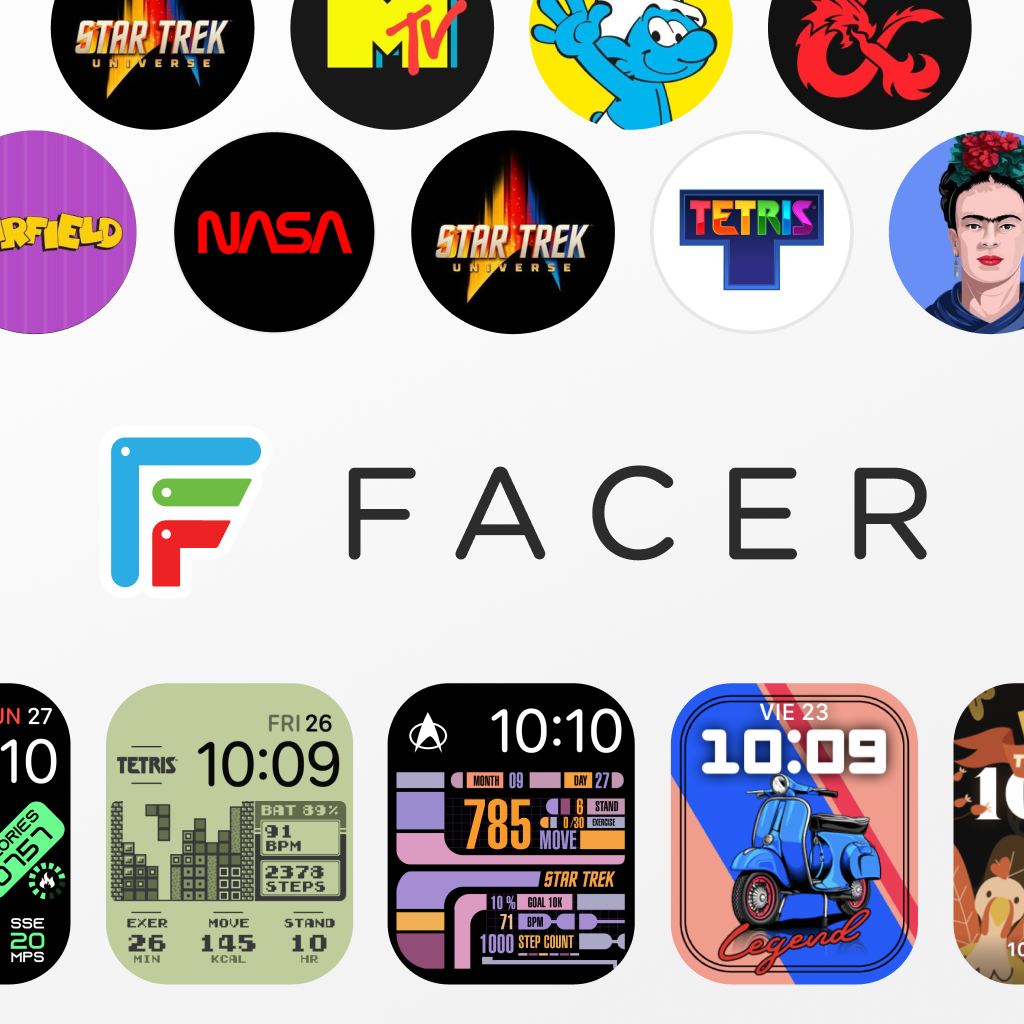 STAR TREK
UNIVERSE
MTV
RFIELD
NASA
STAR TREK
UNIVERSE
TETRIS®
FACER
UN 27
10
ORIES
0757
SSE
20
MPS
FRI 26
TETRIS
10:09
BAT 89%
91
BPM
2378
STEPS
EXER MOVE STAND
26 145 10
MIN KCAL HR
10:10
MONTH 09 DAY 27
785
6 STAND
0/30 EXERCISE
MOVE
STAR TREK
10% GOAL 10K
71 BPM
1000 STEP COUNT
VIE 23
10:09
Legend
10